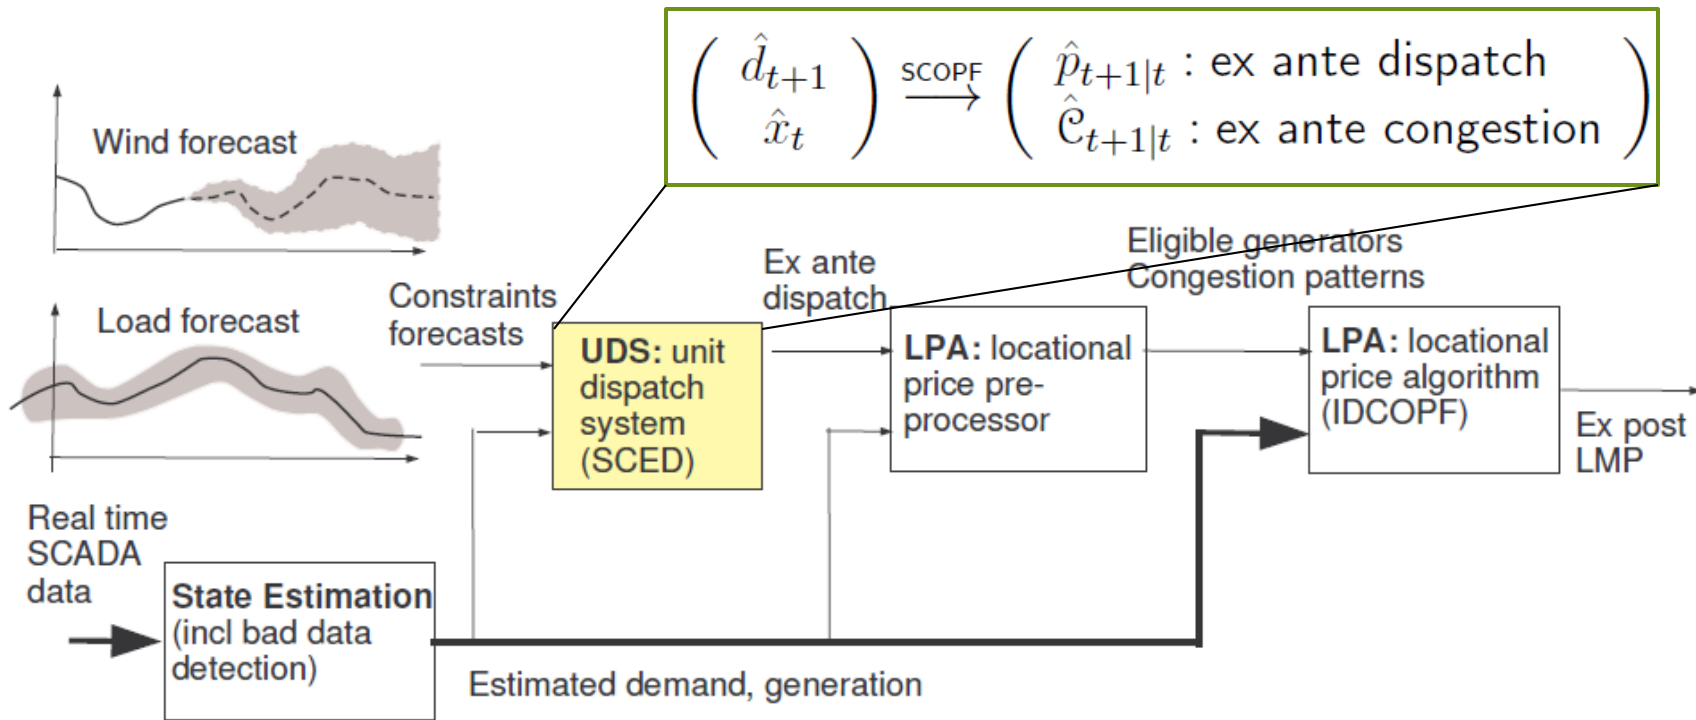 ( d̂_{t+1} ) SCOPF ( p̂_{t+1|t} : ex ante dispatch )
( x̂_t ) ⟶ ( 𝒞̂_{t+1|t} : ex ante congestion )
Wind forecast
Load forecast
Constraints
forecasts
UDS: unit
dispatch
system
(SCED)
Ex ante
dispatch
LPA: locational
price pre-
processor
Eligible generators
Congestion patterns
LPA: locational
price algorithm
(IDCOPF)
Ex post
LMP
Real time
SCADA
data
State Estimation
(incl bad data
detection)
Estimated demand, generation